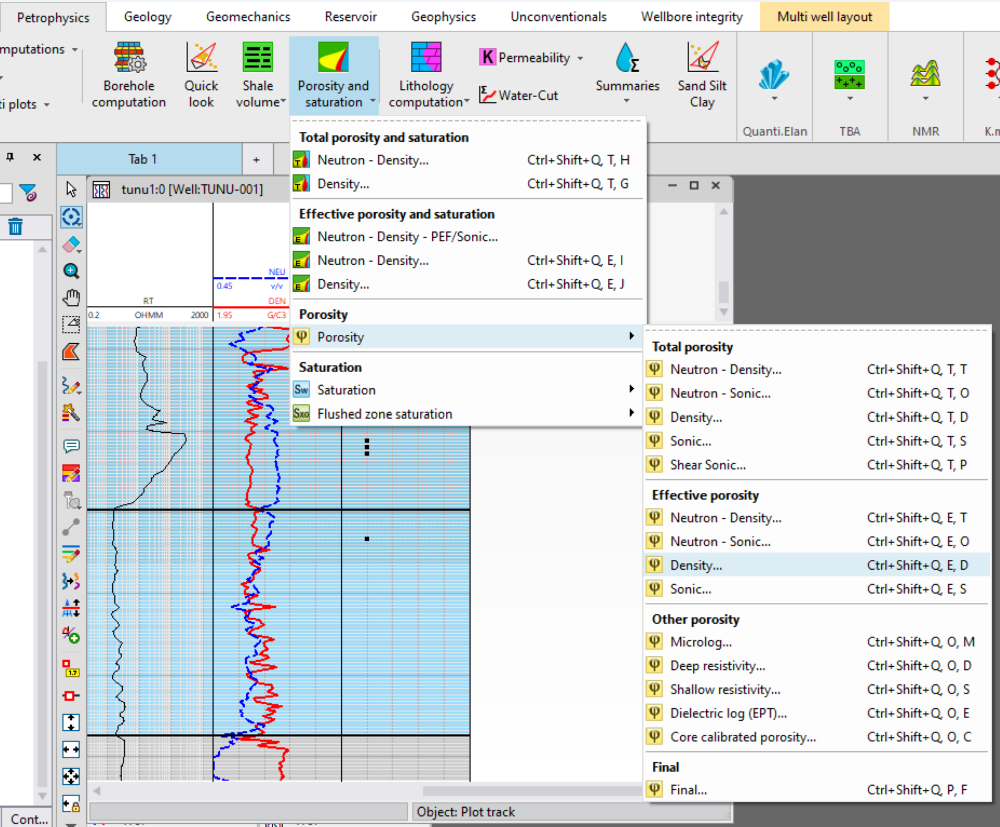 Petrophysics
Geology
Geomechanics
Reservoir
Geophysics
Unconventionals
Wellbore integrity
Multi well layout
mputations
ti plots
Borehole
computation
Quick
look
Shale
volume
Porosity and
saturation
Lithology
computation
K Permeability
Σ Water-Cut
Σ
Summaries
Sand Silt
Clay
Quanti.Elan
TBA
NMR
K.
Tab 1
+
tunu1:0 [Well:TUNU-001]
Total porosity and saturation
T Neutron - Density... Ctrl+Shift+Q, T, H
T Density... Ctrl+Shift+Q, T, G
Effective porosity and saturation
E Neutron - Density - PEF/Sonic...
E Neutron - Density... Ctrl+Shift+Q, E, I
E Density... Ctrl+Shift+Q, E, J
Porosity
φ Porosity
Saturation
Sw Saturation
Sxo Flushed zone saturation
NEU
0.45 v/v
RT
DEN
0.2 OHMM 2000
1.95 G/C3
Total porosity
φ Neutron - Density... Ctrl+Shift+Q, T, T
φ Neutron - Sonic... Ctrl+Shift+Q, T, O
φ Density... Ctrl+Shift+Q, T, D
φ Sonic... Ctrl+Shift+Q, T, S
φ Shear Sonic... Ctrl+Shift+Q, T, P
Effective porosity
φ Neutron - Density... Ctrl+Shift+Q, E, T
φ Neutron - Sonic... Ctrl+Shift+Q, E, O
φ Density... Ctrl+Shift+Q, E, D
φ Sonic... Ctrl+Shift+Q, E, S
Other porosity
φ Microlog... Ctrl+Shift+Q, O, M
φ Deep resistivity... Ctrl+Shift+Q, O, D
φ Shallow resistivity... Ctrl+Shift+Q, O, S
φ Dielectric log (EPT)... Ctrl+Shift+Q, O, E
φ Core calibrated porosity... Ctrl+Shift+Q, O, C
Final
φ Final... Ctrl+Shift+Q, P, F
1.7
Object: Plot track
Cont...